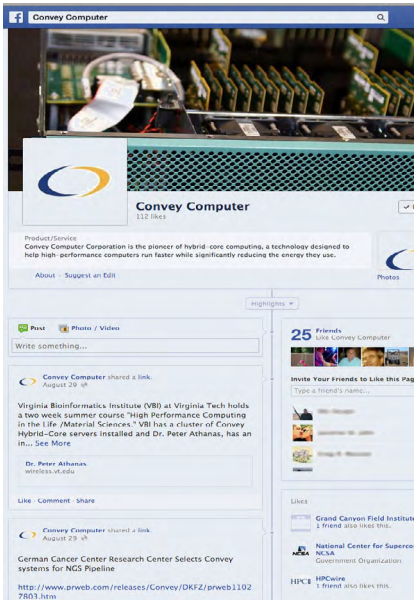 f
Convey Computer
Convey Computer
112 likes
Product/Service
Convey Computer Corporation is the pioneer of hybrid-core computing, a technology designed to
help high-performance computers run faster while significantly reducing the energy they use.
About - Suggest an Edit
Photos
Highlights
Post
Photo / Video
Write something...
Convey Computer shared a link.
August 29
Virginia Bioinformatics Institute (VBI) at Virginia Tech holds
a two week summer course "High Performance Computing
in the Life /Material Sciences." VBI has a cluster of Convey
Hybrid-Core servers installed and Dr. Peter Athanas, has an
in... See More
Dr. Peter Athanas
wireless.vt.edu
Like · Comment · Share
Convey Computer shared a link.
August 29
German Cancer Center Research Center Selects Convey
systems for NGS Pipeline
http://www.prweb.com/releases/Convey/DKFZ/prweb1102
7803.htm
25 Friends
Like Convey Computer
Invite Your Friends to Like this Pag
Type a friend's name...
Likes
Grand Canyon Field Institute
1 friend also likes this.
NCSA
National Center for Superco
NCSA
Government Organization
HPCwire
1 friend also likes this.